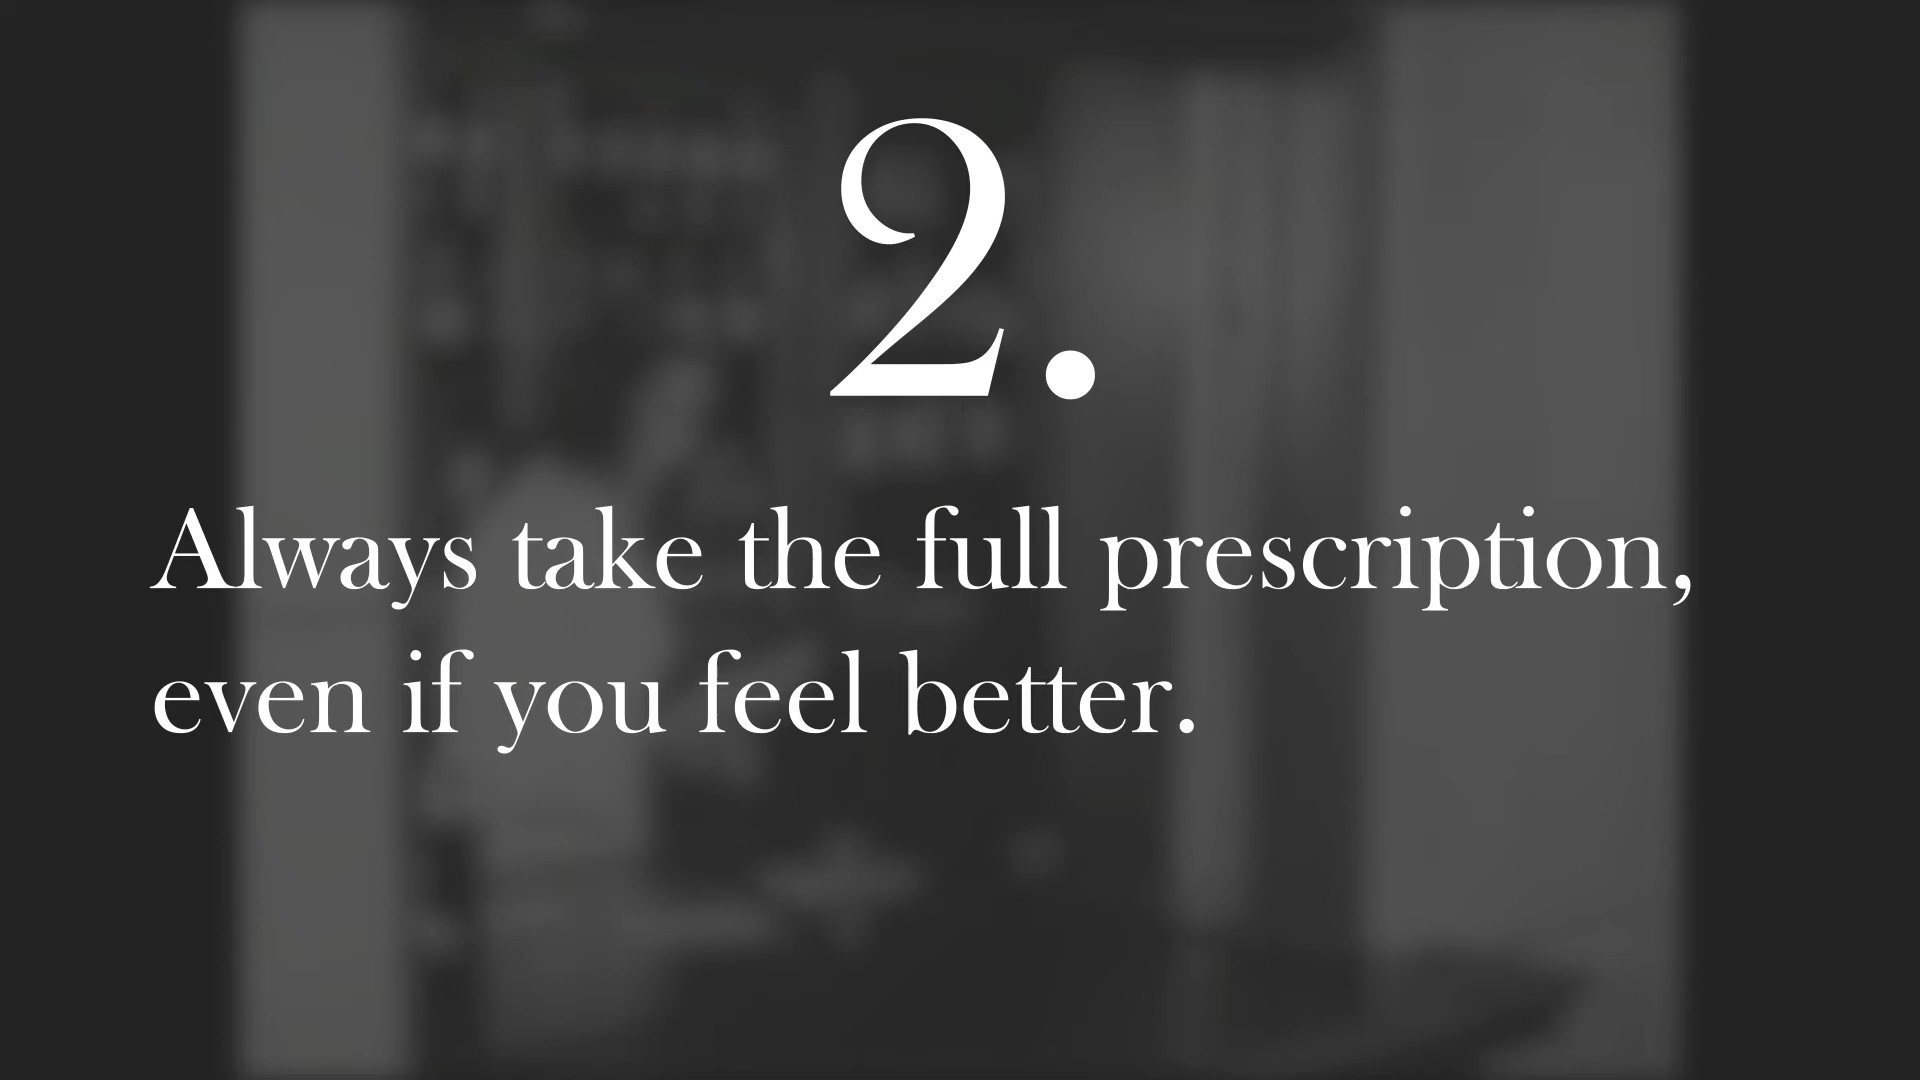 2.
Always take the full prescription,
even if you feel better.